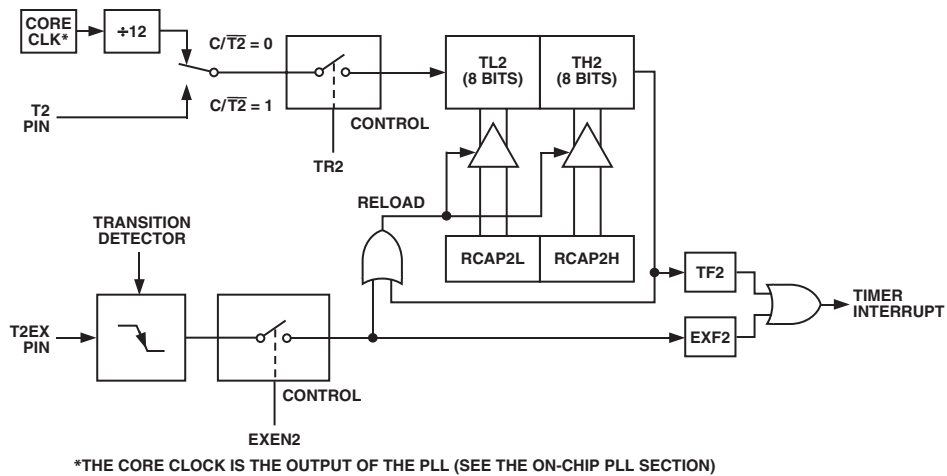 CORE
CLK*
÷12
C/T2̅ = 0
C/T2̅ = 1
T2
PIN
CONTROL
TR2
TL2
(8 BITS)
TH2
(8 BITS)
RELOAD
TRANSITION
DETECTOR
RCAP2L
RCAP2H
TF2
TIMER
INTERRUPT
T2EX
PIN
EXF2
CONTROL
EXEN2
*THE CORE CLOCK IS THE OUTPUT OF THE PLL (SEE THE ON-CHIP PLL SECTION)